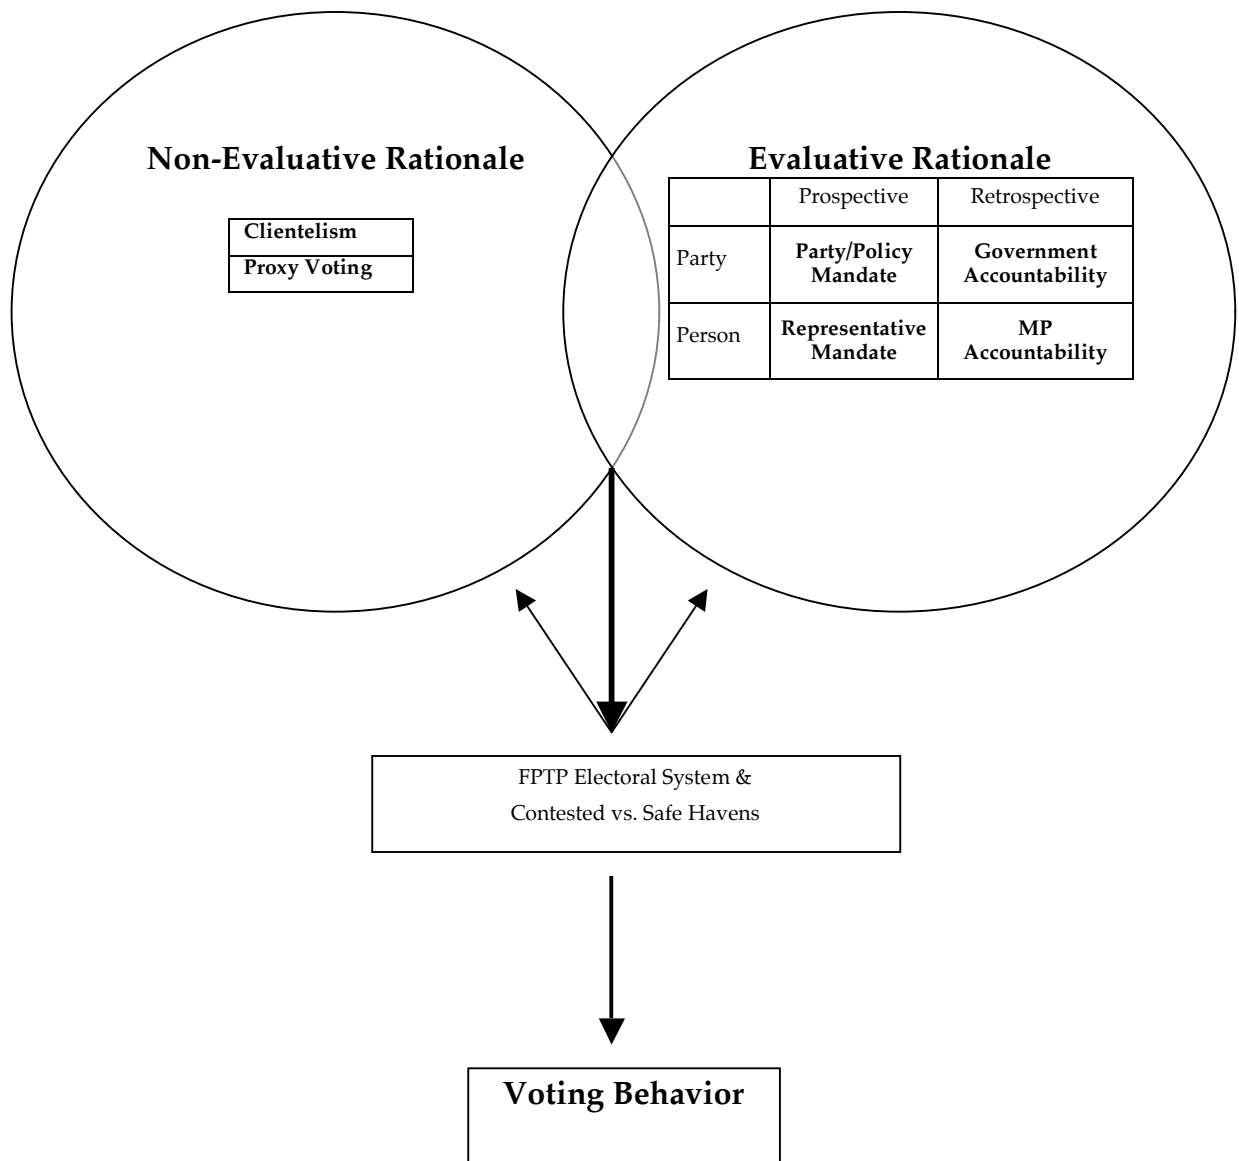 Non-Evaluative Rationale
Clientelism
Proxy Voting
Evaluative Rationale
Prospective
Retrospective
Party
Party/Policy
Mandate
Government
Accountability
Person
Representative
Mandate
MP
Accountability
FPTP Electoral System &
Contested vs. Safe Havens
Voting Behavior